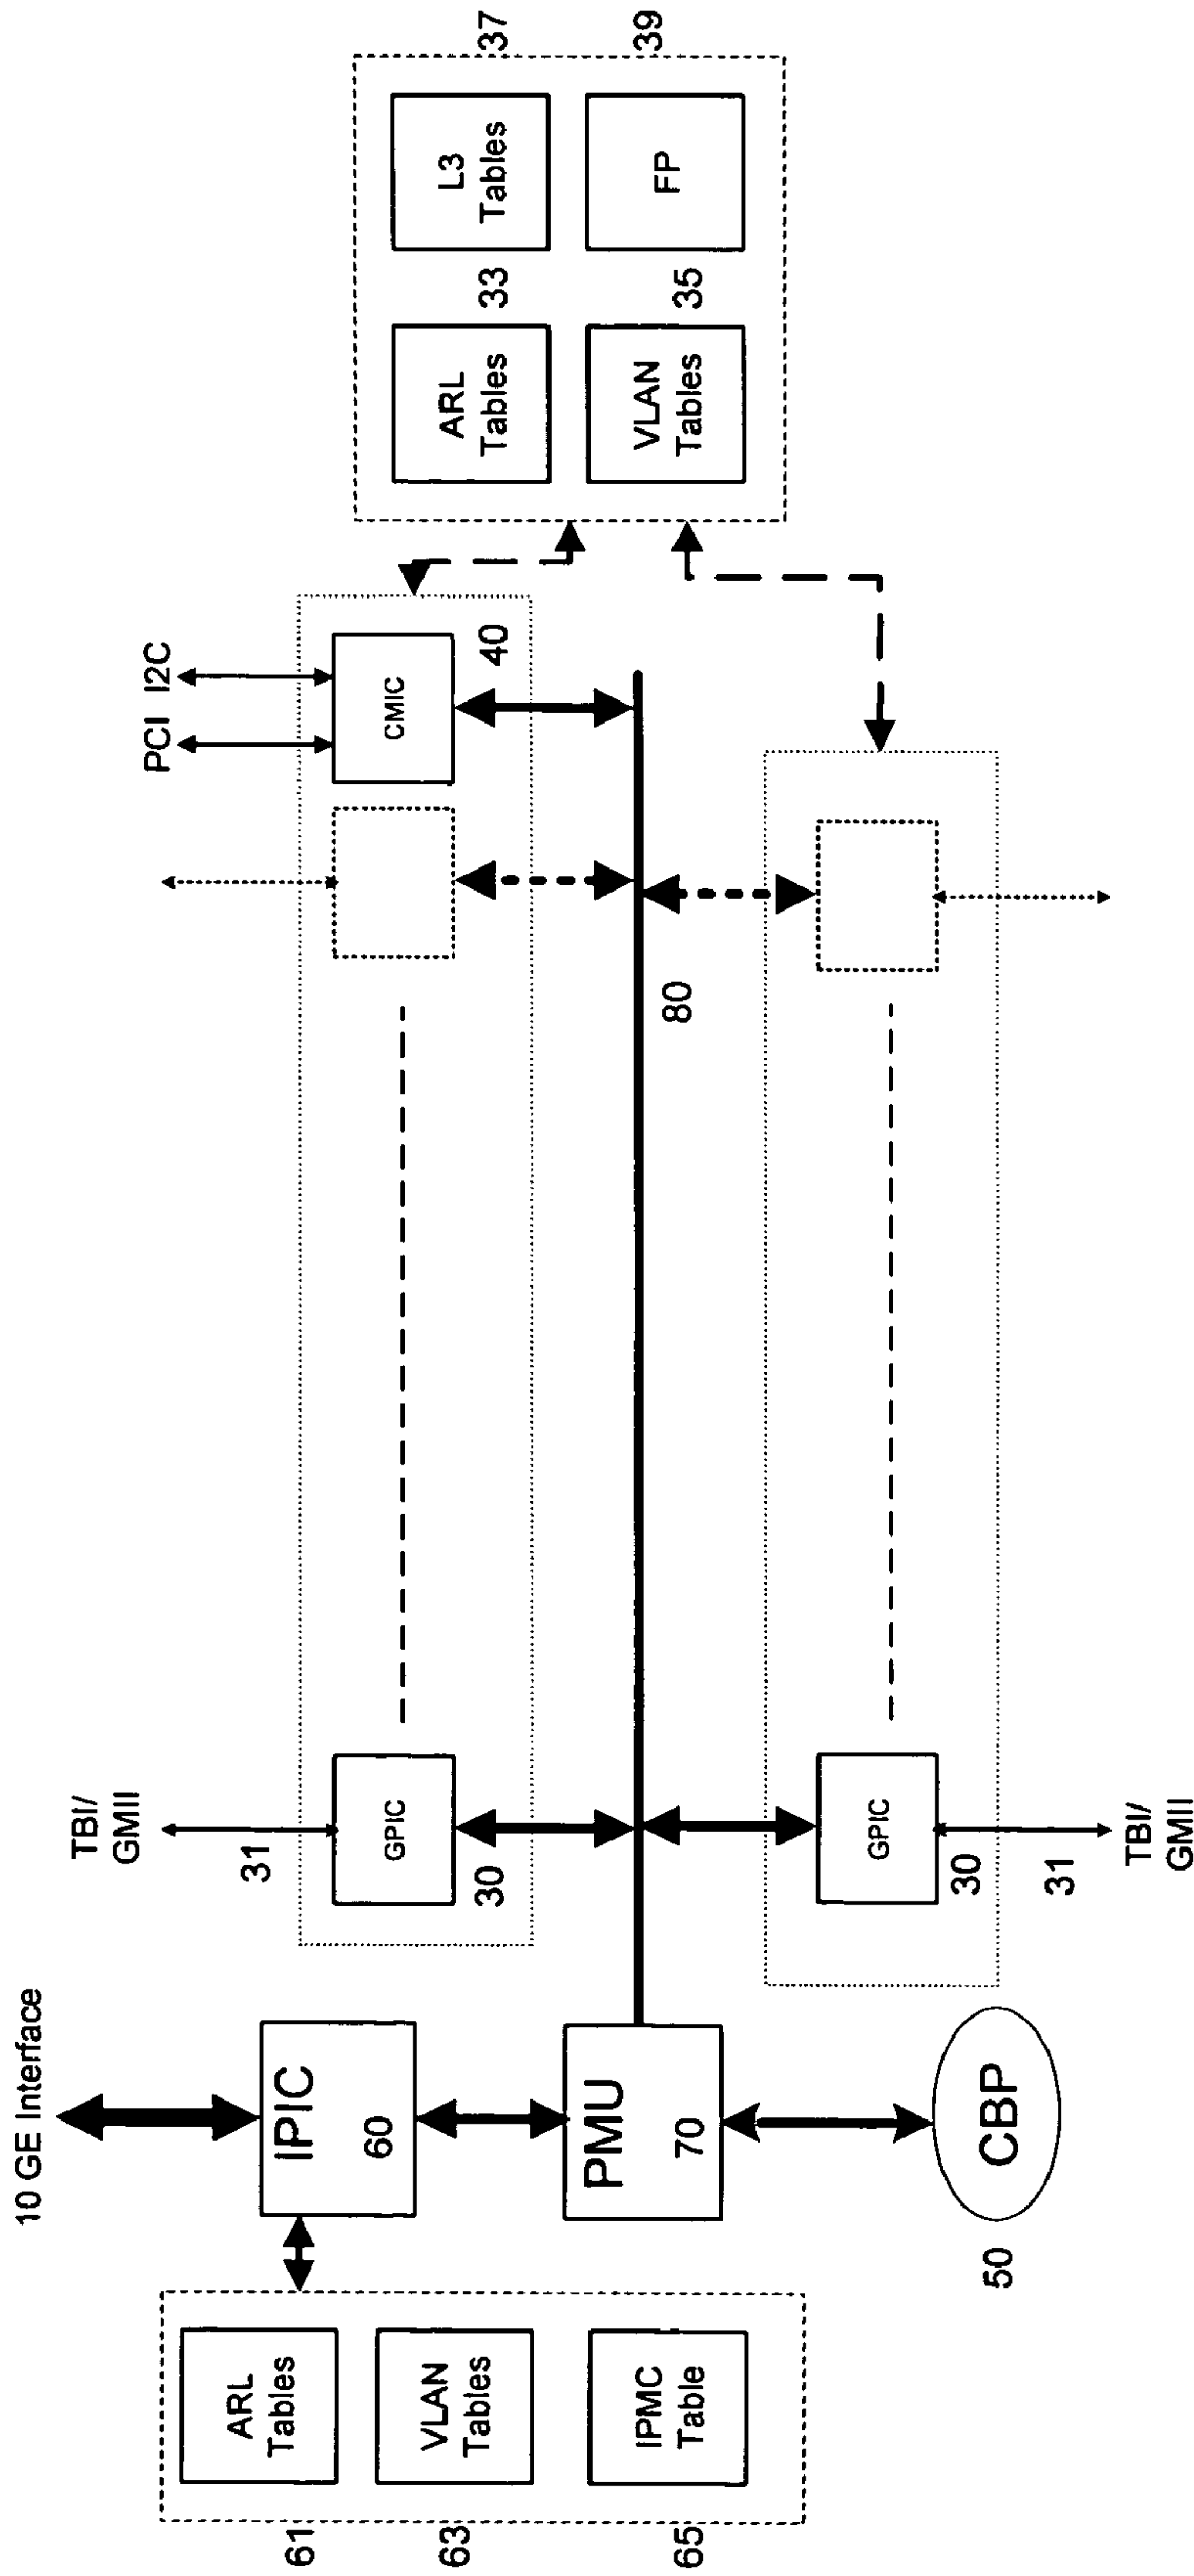 10 GE Interface
TBI/
GMII
31
PCI
I2C
61
ARL
Tables
63
VLAN
Tables
65
IPMC
Table
IPIC
60
PMU
70
CBP
50
GPIC
30
CMIC
40
80
GPIC
30
31
TBI/
GMII
ARL
Tables
33
L3
Tables
37
VLAN
Tables
35
FP
39